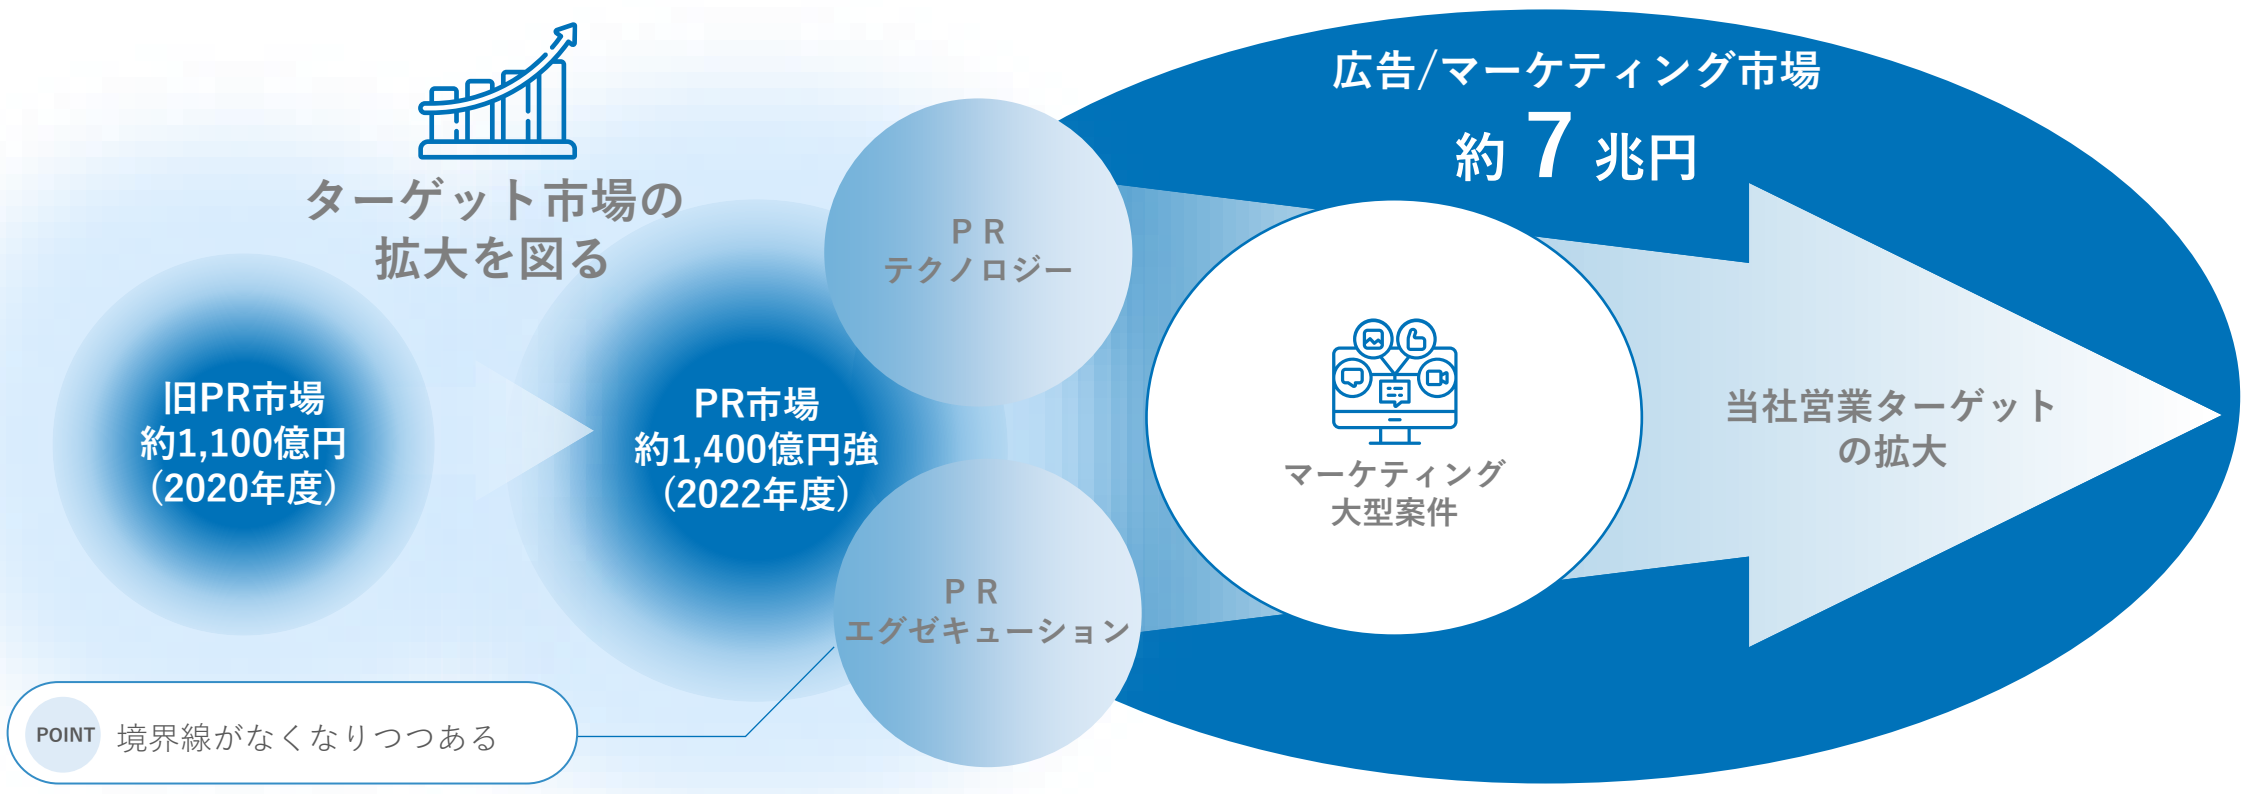 ターゲット市場の
拡大を図る
旧PR市場
約1,100億円
(2020年度)
PR市場
約1,400億円強
(2022年度)
PR
テクノロジー
PR
エグゼキューション
広告/マーケティング市場
約7兆円
マーケティング
大型案件
当社営業ターゲット
の拡大
POINT 境界線がなくなりつつある